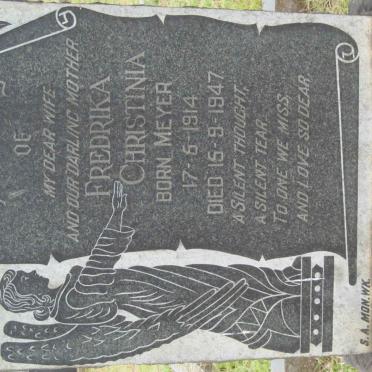 OF
MY DEAR WIFE
AND OUR DARLING MOTHER
FREDRIKA
CHRISTINIA
BORN MEYER
17-6-1914
DIED 15-9-1947
A SILENT THOUGHT,
A SILENT TEAR.
TO ONE WE MISS,
AND LOVE SO DEAR.
S.A. MON. WK.